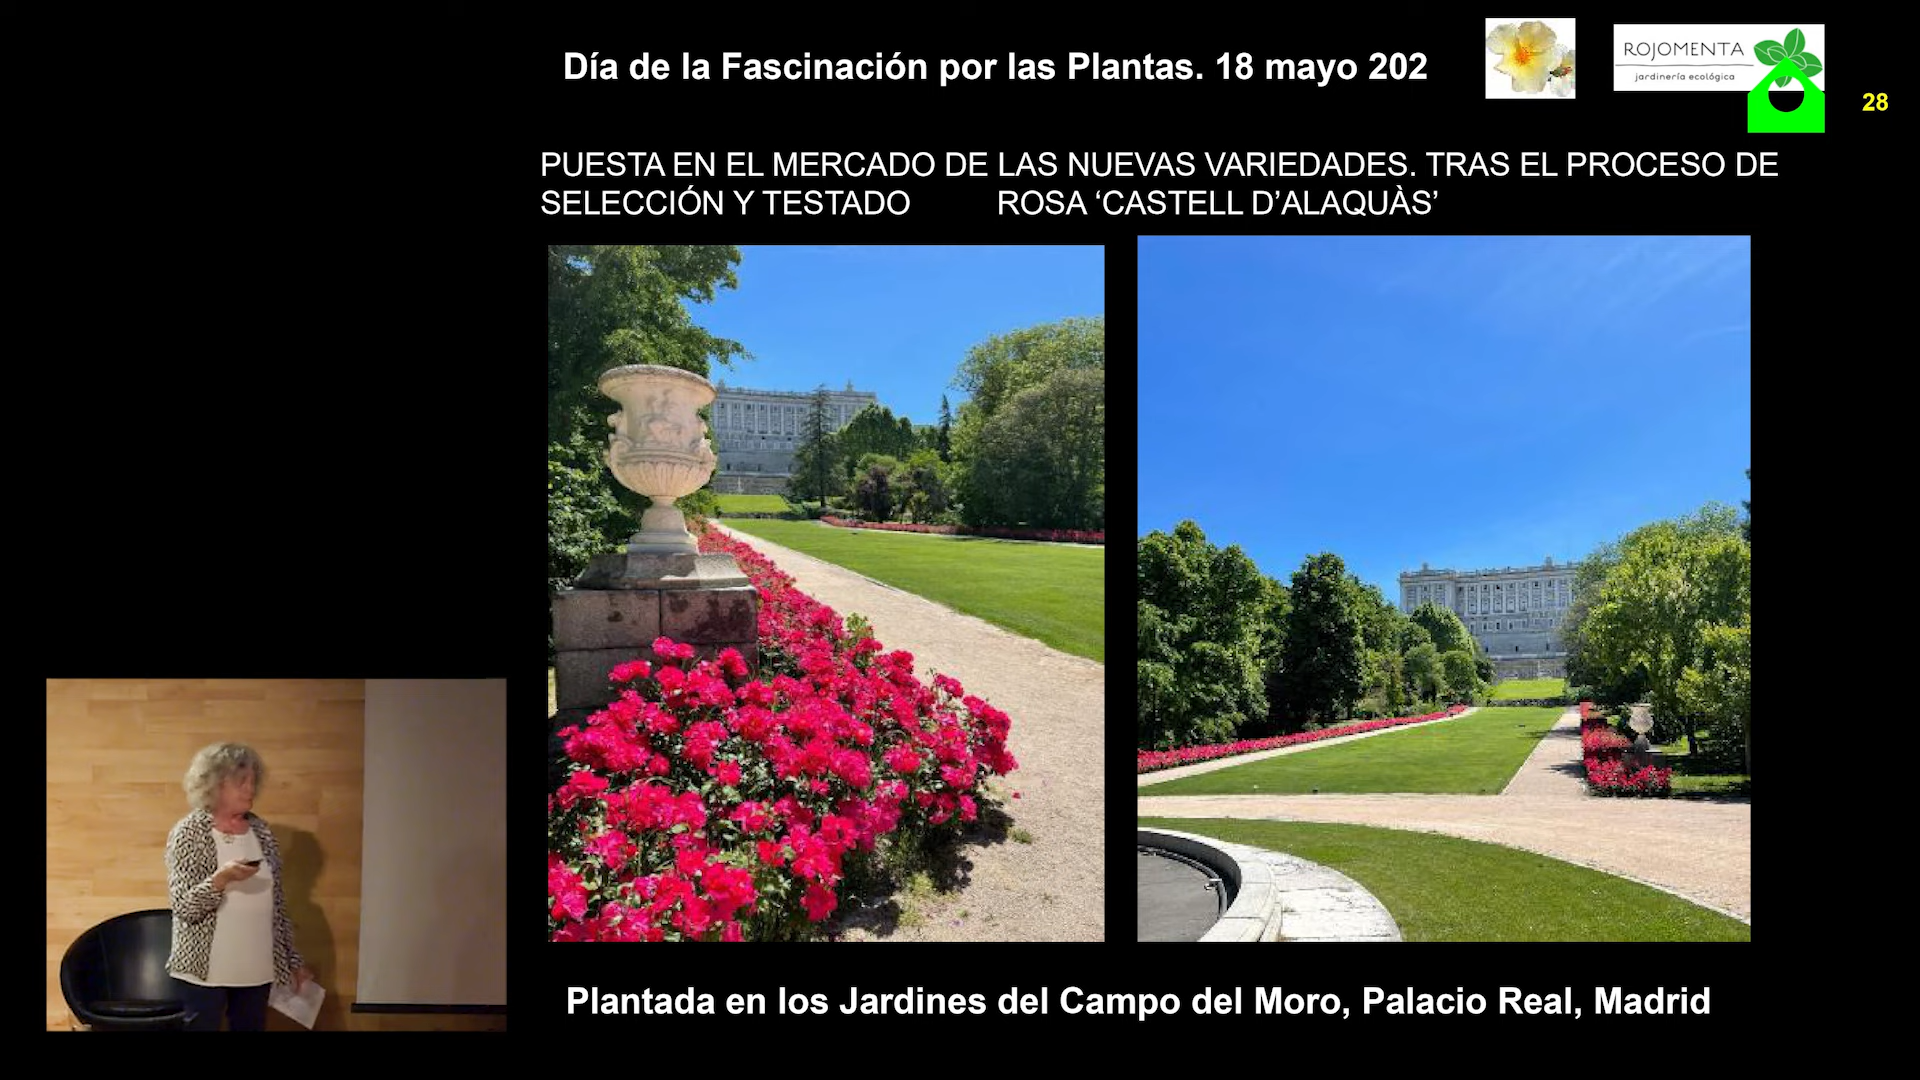 Día de la Fascinación por las Plantas. 18 mayo 202
ROJOMENTA
jardinería ecológica
28
PUESTA EN EL MERCADO DE LAS NUEVAS VARIEDADES. TRAS EL PROCESO DE
SELECCIÓN Y TESTADO ROSA ‘CASTELL D’ALAQUÀS’
Plantada en los Jardines del Campo del Moro, Palacio Real, Madrid